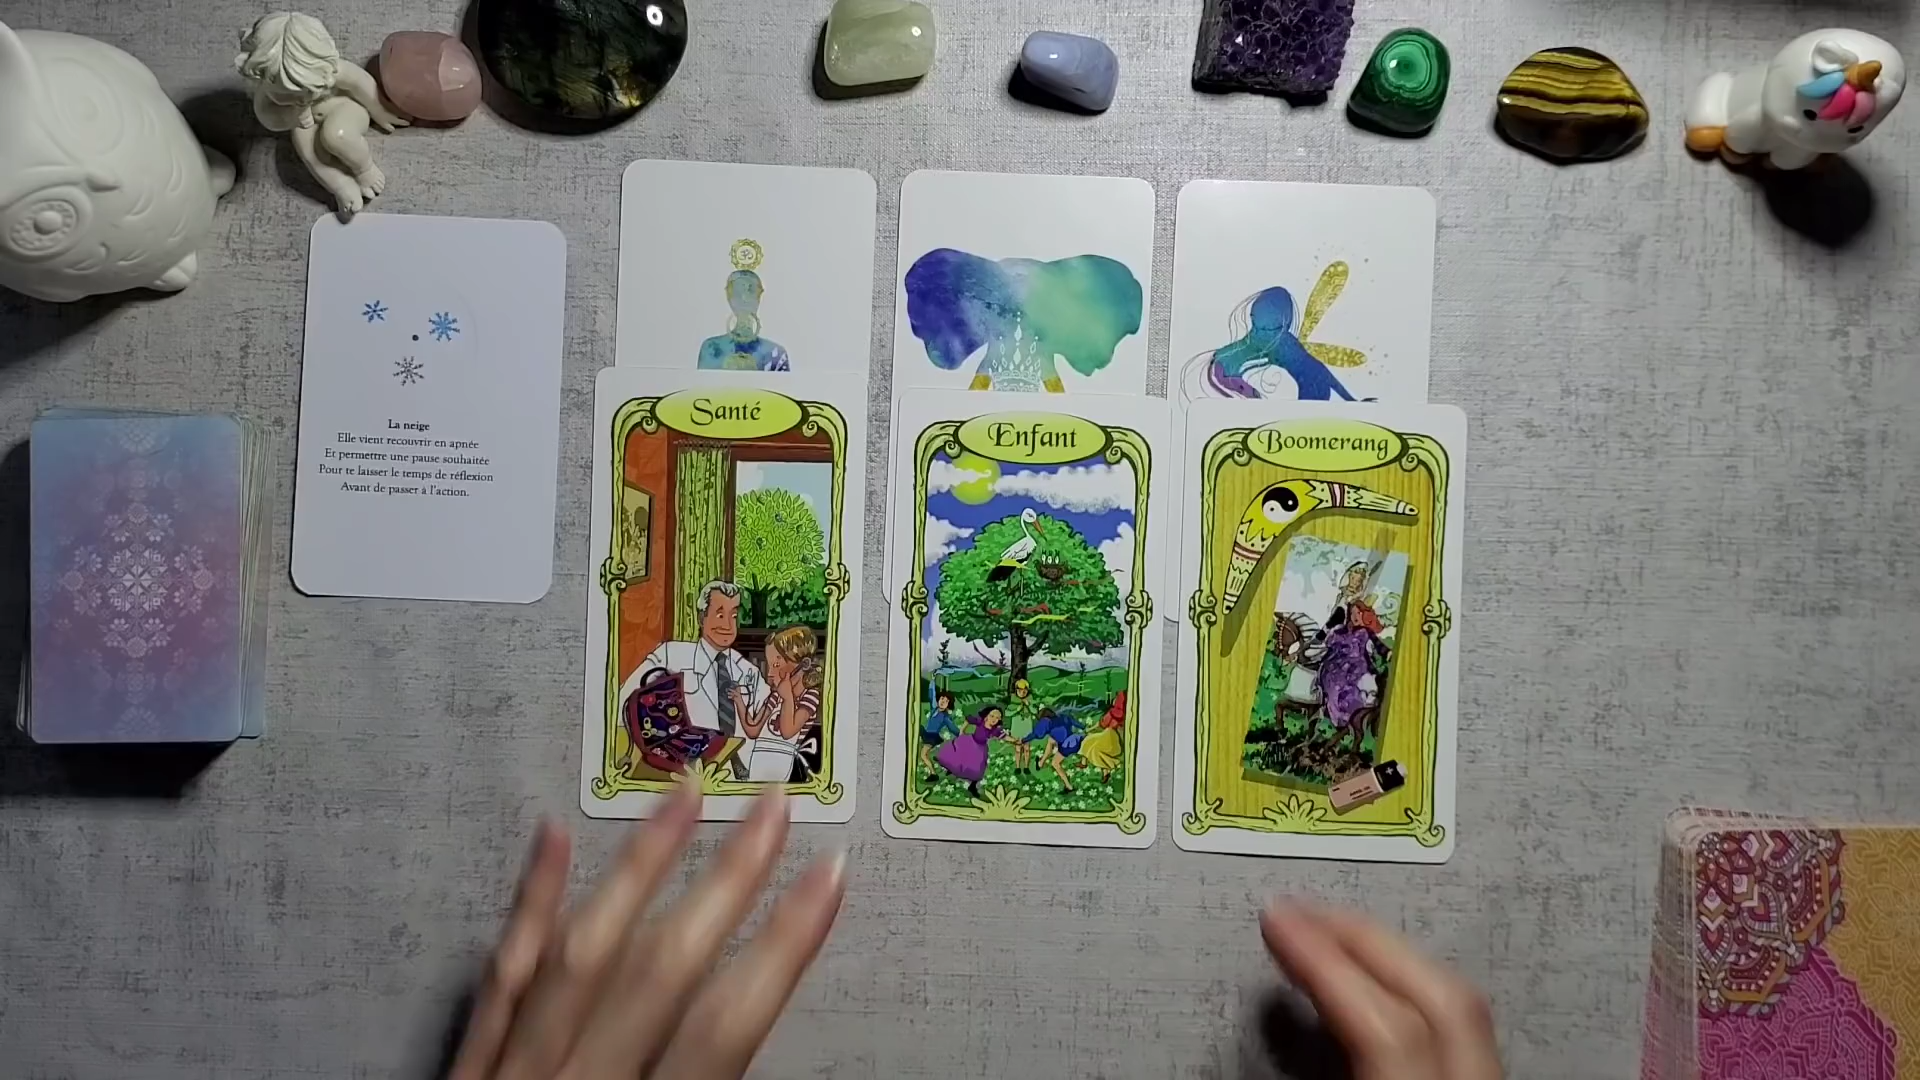 La neige
Elle vient recouvrir en apnée
Et permettre une pause souhaitée
Pour te laisser le temps de réflexion
Avant de passer à l'action.
Santé
Enfant
Boomerang